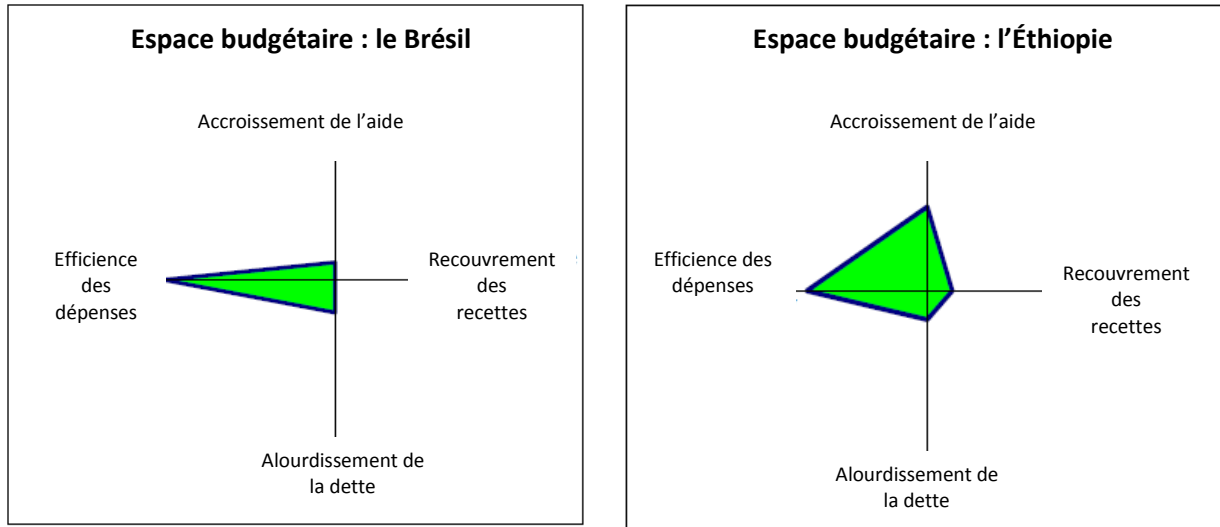 Espace budgétaire : le Brésil
Accroissement de l’aide
Efficience
des
dépenses
Recouvrement
des
recettes
Alourdissement de
la dette
Espace budgétaire : l’Éthiopie
Accroissement de l’aide
Efficience des
dépenses
Recouvrement
des
recettes
Alourdissement de
la dette